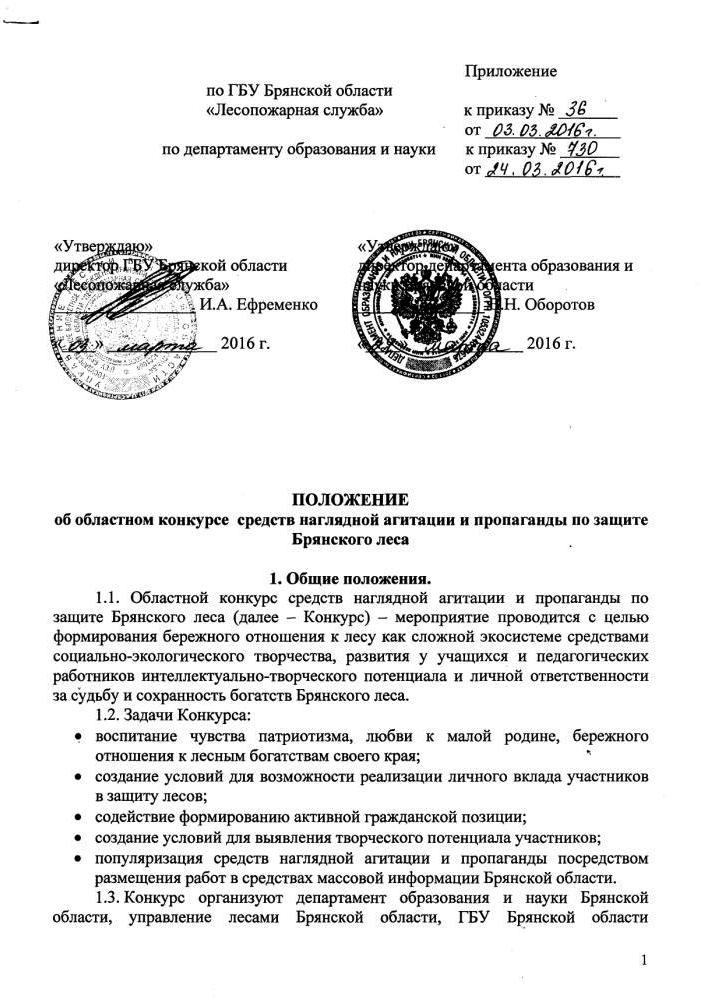 Приложение
по ГБУ Брянской области
«Лесопожарная служба» к приказу № 36
от 03.03.2016г.
по департаменту образования и науки к приказу № 730
от 24.03.2016г.
«Утверждаю» «Утверждаю»
директор ГБУ Брянской области директор департамента образования и
«Лесопожарная служба» науки Брянской области
И.А. Ефременко Н. Оборотов
« 03 » марта 2016 г. марта 2016 г.
ПОЛОЖЕНИЕ
об областном конкурсе средств наглядной агитации и пропаганды по защите
Брянского леса
1. Общие положения.
1.1. Областной конкурс средств наглядной агитации и пропаганды по
защите Брянского леса (далее – Конкурс) – мероприятие проводится с целью
формирования бережного отношения к лесу как сложной экосистеме средствами
социально-экологического творчества, развития у учащихся и педагогических
работников интеллектуально-творческого потенциала и личной ответственности
за судьбу и сохранность богатств Брянского леса.
1.2. Задачи Конкурса:
• воспитание чувства патриотизма, любви к малой родине, бережного
отношения к лесным богатствам своего края;
• создание условий для возможности реализации личного вклада участников
в защиту лесов;
• содействие формированию активной гражданской позиции;
• создание условий для выявления творческого потенциала участников;
• популяризация средств наглядной агитации и пропаганды посредством
размещения работ в средствах массовой информации Брянской области.
1.3. Конкурс организуют департамент образования и науки Брянской
области, управление лесами Брянской области, ГБУ Брянской области
1